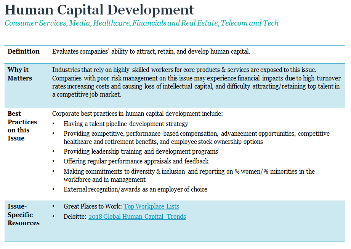 Human Capital Development
Consumer Services, Media, Healthcare, Financials and Real Estate, Telecom and Tech
Definition
Evaluates companies' ability to attract, retain, and develop human capital.
Why it
Matters
Industries that rely on highly skilled workers for core products & services are exposed to this issue.
Companies with poor risk management on this issue may experience financial impacts due to high turnover
rates increasing costs and causing loss of intellectual capital, and difficulty attracting/retaining top talent in
a competitive job market.
Best
Practices
on this
Issue
Corporate best practices in human capital development include:
• Having a talent pipeline development strategy
• Providing competitive, performance-based compensation, advancement opportunities, competitive
healthcare and retirement benefits, and employee stock ownership options
• Providing leadership training and development programs
• Offering regular performance appraisals and feedback
• Making commitments to diversity & inclusion and reporting on % women/% minorities in the
workforce and in management
• External recognition/awards as an employer of choice
Issue-
Specific
Resources
• Great Places to Work: Top Workplace Lists
• Deloitte: 2018 Global Human Capital Trends